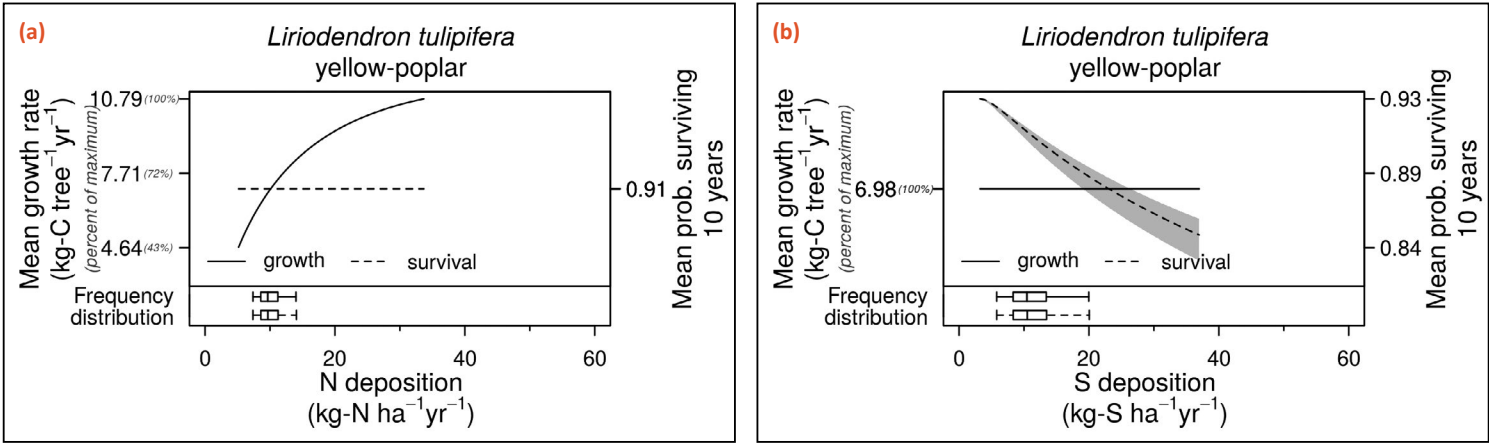 (a)
Liriodendron tulipifera
yellow-poplar
Mean growth rate
(kg-C tree⁻¹yr⁻¹)
(percent of maximum)
10.79 (100%)
7.71 (72%)
4.64 (43%)
growth
survival
0.91
Mean prob. surviving
10 years
Frequency
distribution
0 20 40 60
N deposition
(kg-N ha⁻¹yr⁻¹)
(b)
Liriodendron tulipifera
yellow-poplar
Mean growth rate
(kg-C tree⁻¹yr⁻¹)
(percent of maximum)
6.98 (100%)
growth
survival
0.93
0.89
0.84
Mean prob. surviving
10 years
Frequency
distribution
0 20 40 60
S deposition
(kg-S ha⁻¹yr⁻¹)